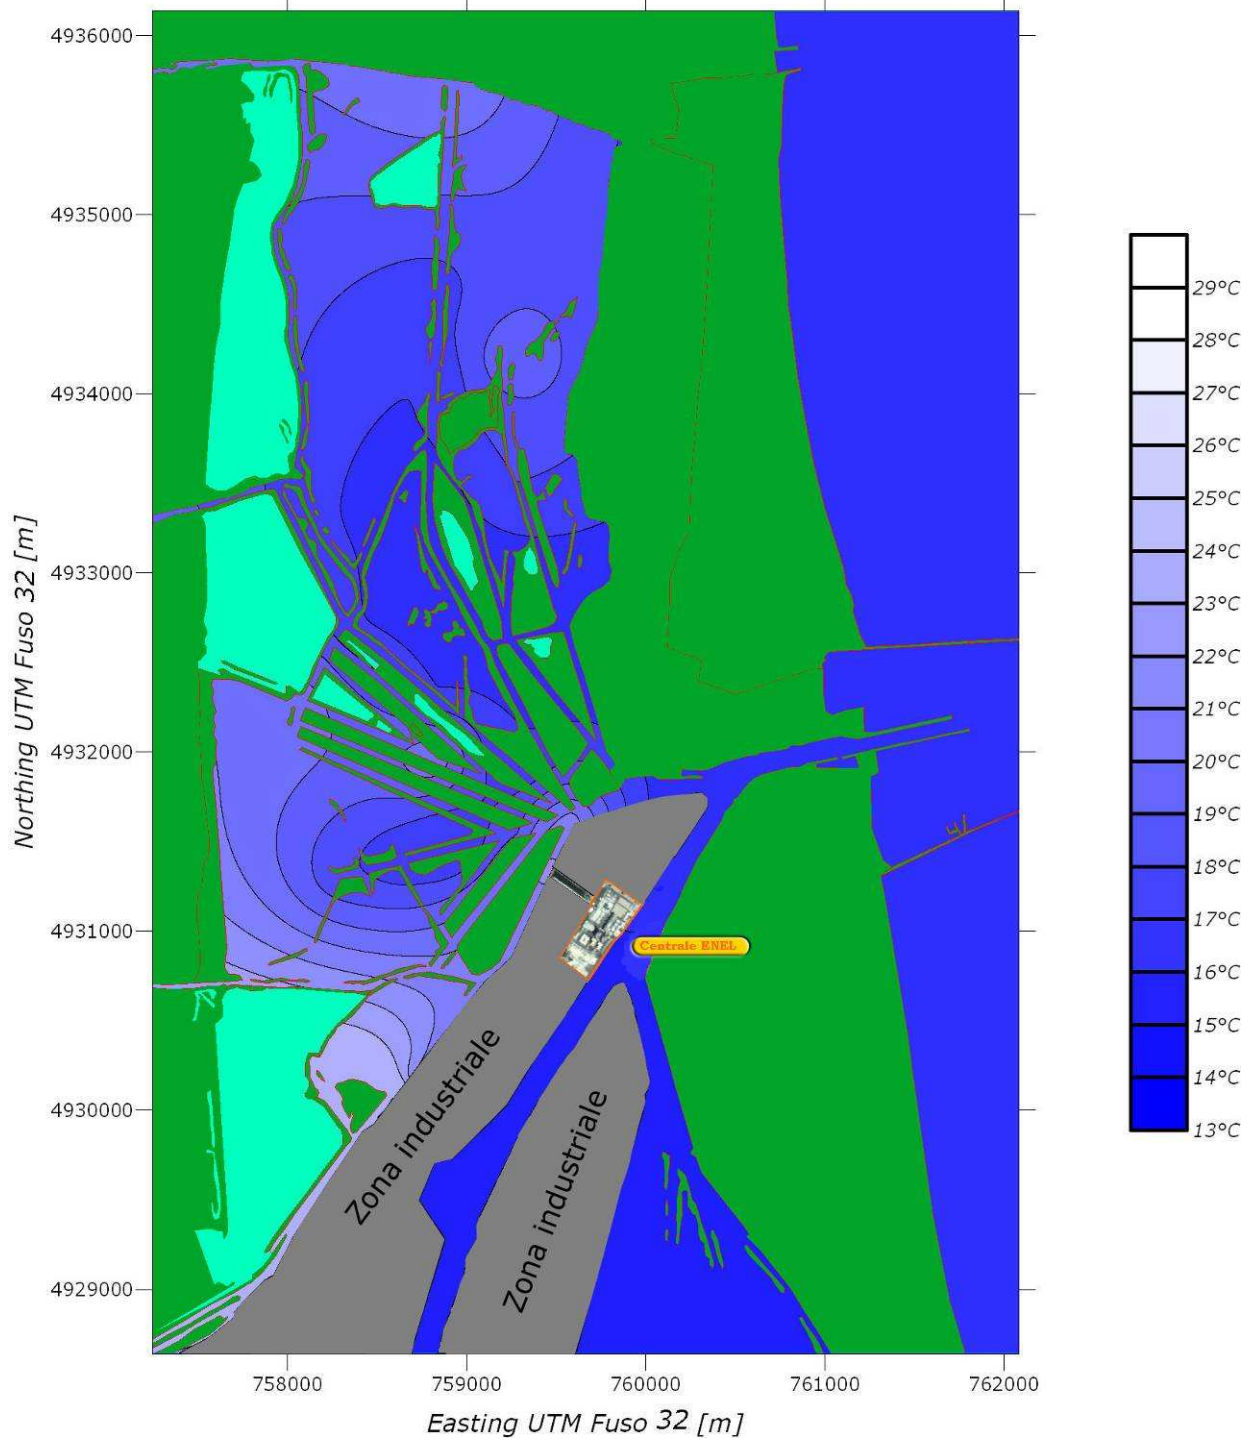 4936000
4935000
4934000
4933000
4932000
4931000
4930000
4929000
Northing UTM Fuso 32 [m]
758000
759000
760000
761000
762000
Easting UTM Fuso 32 [m]
Centrale ENEL
Zona industriale
Zona industriale
29°C
28°C
27°C
26°C
25°C
24°C
23°C
22°C
21°C
20°C
19°C
18°C
17°C
16°C
15°C
14°C
13°C